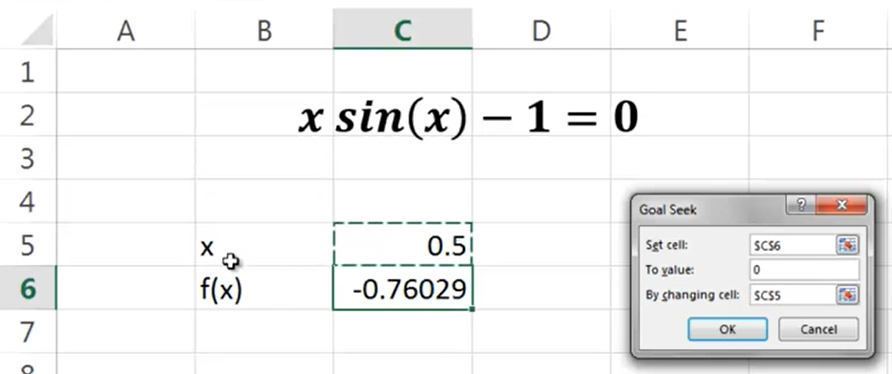 A B C D E F
1
2 x sin(x) − 1 = 0
3
4
5 x 0.5
6 f(x) -0.76029
7
8
Goal Seek ?
Set cell: $C$6
To value: 0
By changing cell: $C$5
OK Cancel